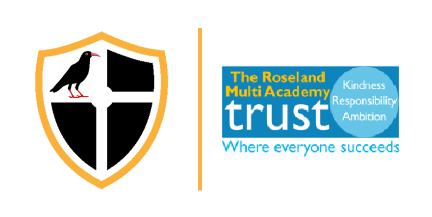 The Roseland
Multi Academy
trust
Kindness
Responsibility
Ambition
Where everyone succeeds